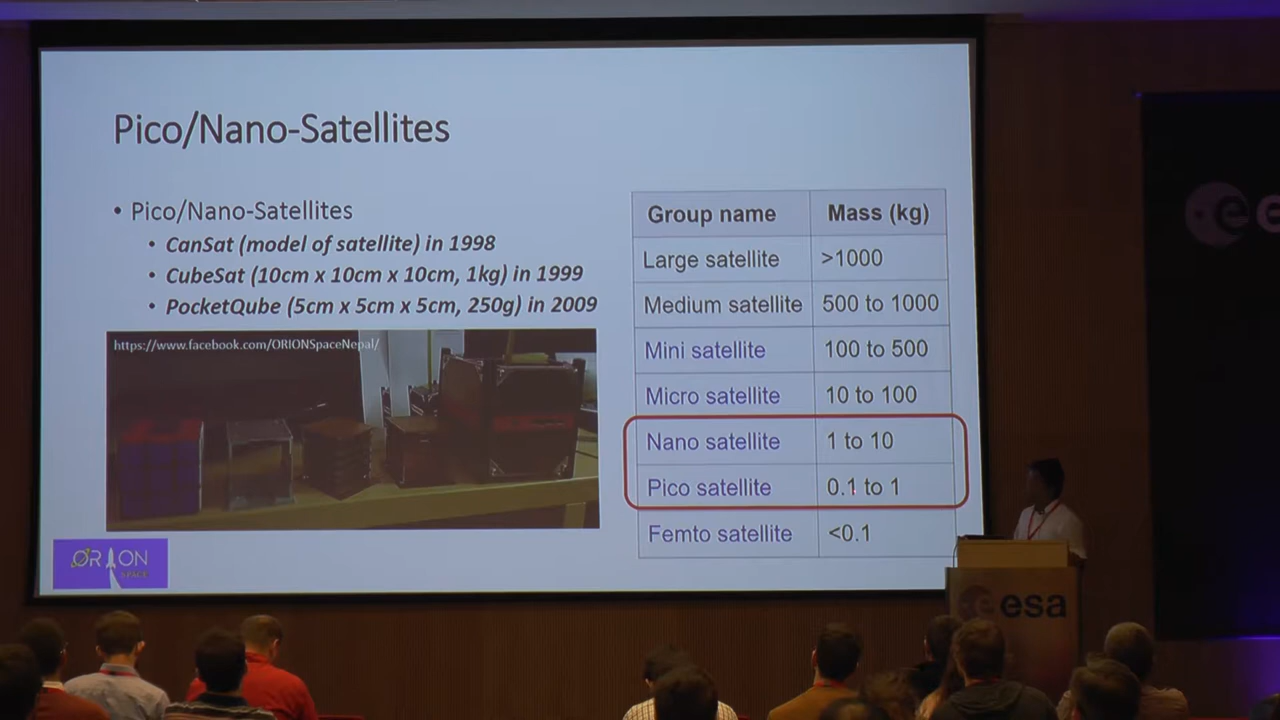 Pico/Nano-Satellites
• Pico/Nano-Satellites
• CanSat (model of satellite) in 1998
• CubeSat (10cm x 10cm x 10cm, 1kg) in 1999
• PocketQube (5cm x 5cm x 5cm, 250g) in 2009
https://www.facebook.com/ORIONSpaceNepal/
ORION
SPACE
Group name Mass (kg)
Large satellite >1000
Medium satellite 500 to 1000
Mini satellite 100 to 500
Micro satellite 10 to 100
Nano satellite 1 to 10
Pico satellite 0.1 to 1
Femto satellite <0.1
esa
e